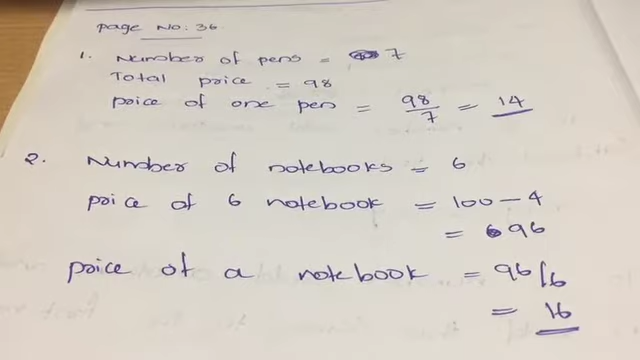 page No: 36
1. Number of pens = 7
Total price = 98
price of one pen = 98/7 = 14
2. Number of notebooks = 6
price of 6 notebook = 100 - 4
= 96
price of a notebook = 96/6
= 16